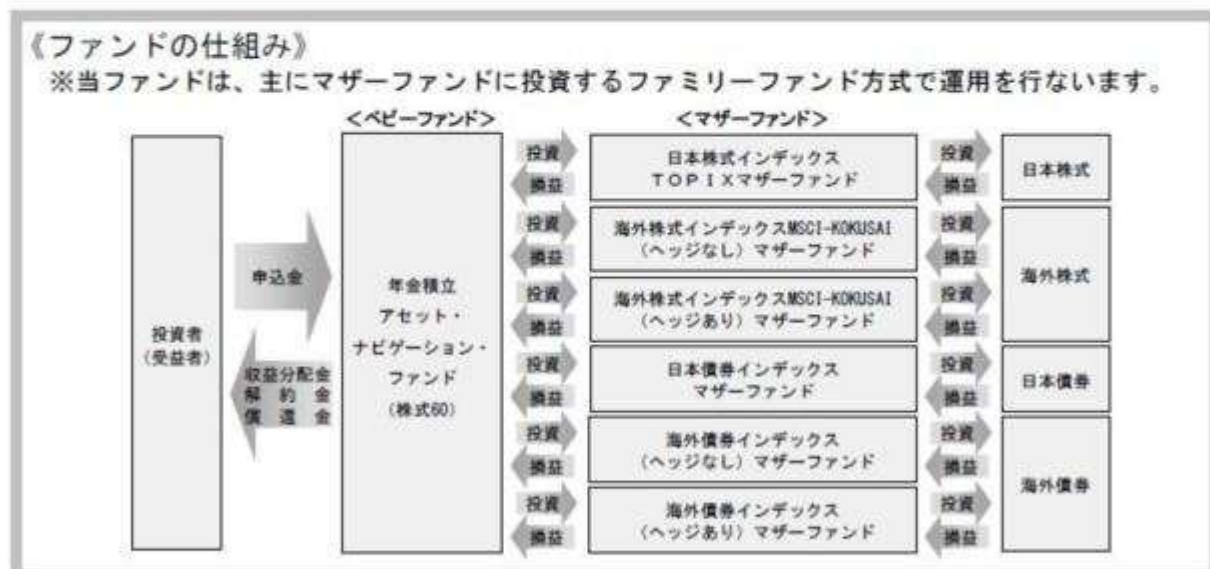 《ファンドの仕組み》
※当ファンドは、主にマザーファンドに投資するファミリーファンド方式で運用を行ないます。
＜ベビーファンド＞
＜マザーファンド＞
投資者
(受益者)
申込金
収益分配金
解約金
償還金
年金積立
アセット・
ナビゲーション・
ファンド
(株式60)
投資
損益
日本株式インデックス
ＴＯＰＩＸマザーファンド
投資
損益
日本株式
投資
損益
海外株式インデックスMSCI-KOKUSAI
(ヘッジなし) マザーファンド
投資
損益
海外株式
投資
損益
海外株式インデックスMSCI-KOKUSAI
(ヘッジあり) マザーファンド
投資
損益
投資
損益
日本債券インデックス
マザーファンド
投資
損益
日本債券
投資
損益
海外債券インデックス
(ヘッジなし) マザーファンド
投資
損益
海外債券
投資
損益
海外債券インデックス
(ヘッジあり) マザーファンド
投資
損益